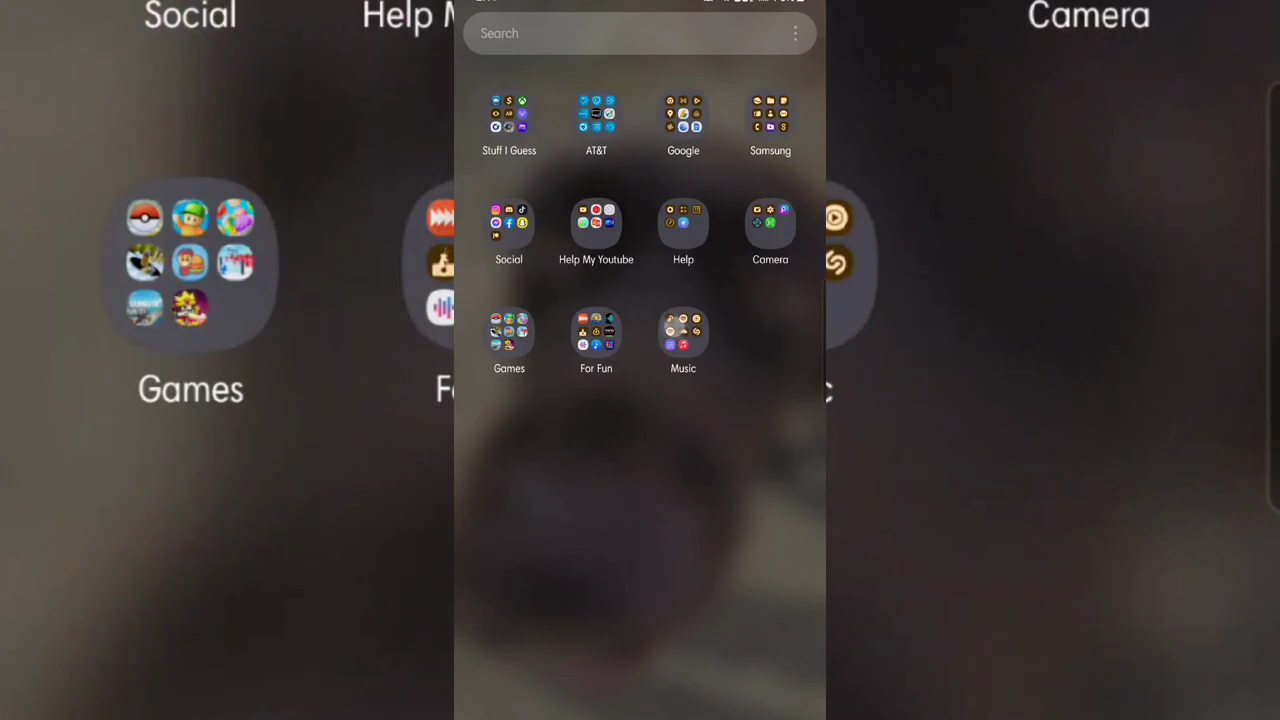 Social
Help M
Camera
Search
Stuff I Guess
AT&T
Google
Samsung
Social
Help My Youtube
Help
Camera
Games
For Fun
Music
Games
F
c